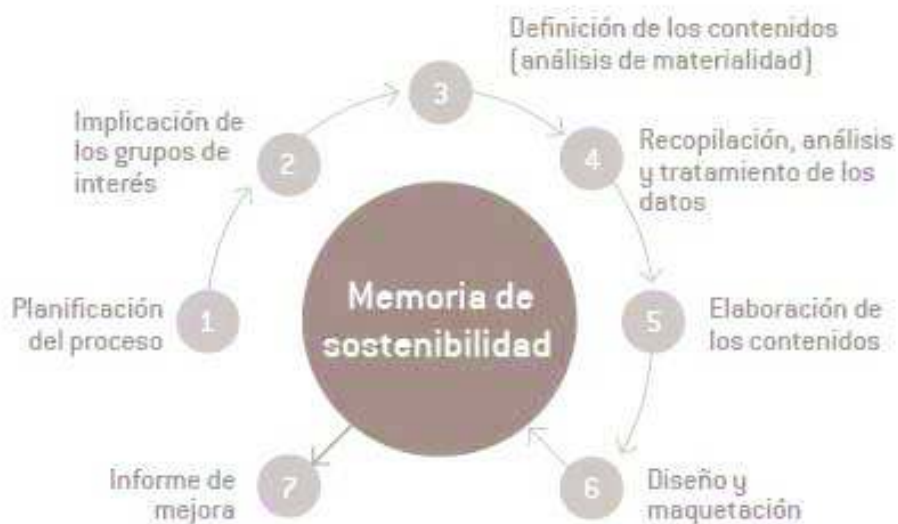 1
Planificación
del proceso
2
Implicación de
los grupos de
interés
3
Definición de los contenidos
(análisis de materialidad)
4
Recopilación, análisis
y tratamiento de los
datos
5
Elaboración de
los contenidos
6
Diseño y
maquetación
Memoria de
sostenibilidad
7
Informe de
mejora